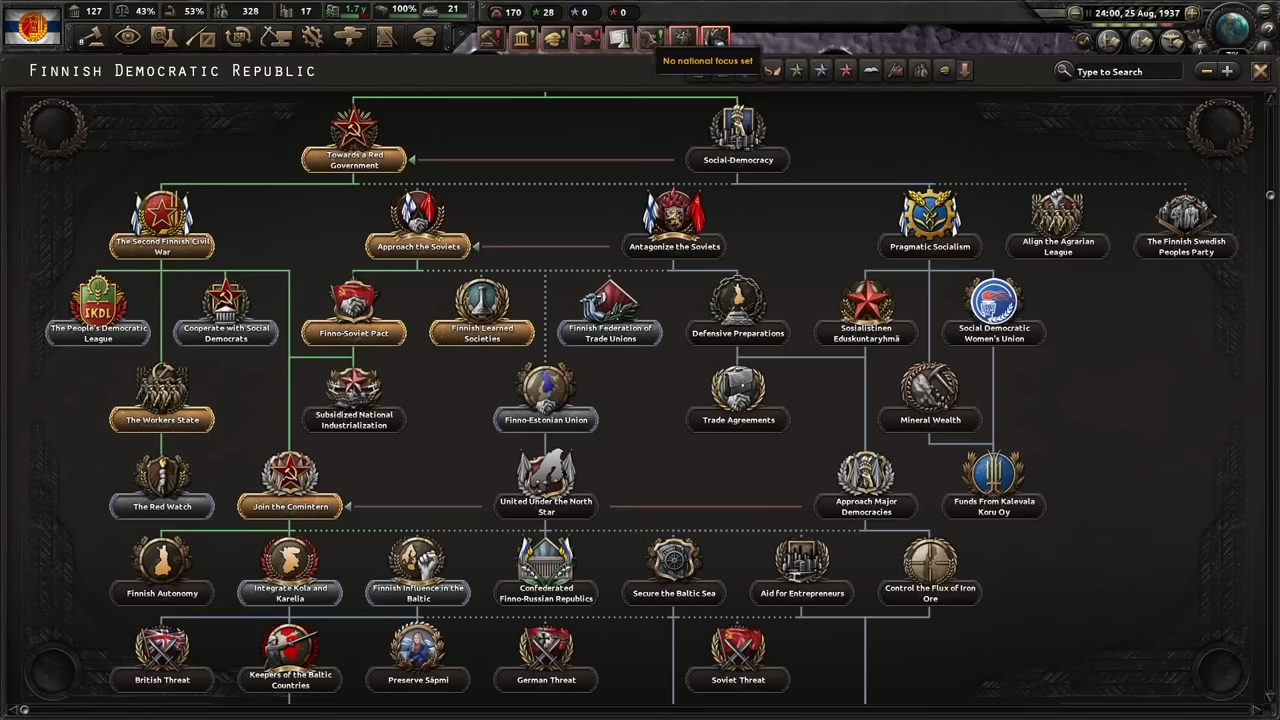 127 43% 53% 328 17 1.7 y 100% 21 170 28 0 0 24:00, 25 Aug, 1937
8
No national focus set
FINNISH DEMOCRATIC REPUBLIC
Type to Search
Towards a Red
Government
Social-Democracy
The Second Finnish Civil
War
Approach the Soviets
Antagonize the Soviets
Pragmatic Socialism
Align the Agrarian
League
The Finnish Swedish
Peoples Party
SKDL
The People's Democratic
League
Cooperate with Social
Democrats
Finno-Soviet Pact
Finnish Learned
Societies
Finnish Federation of
Trade Unions
Defensive Preparations
Sosialistinen
Eduskuntaryhmä
Social Democratic
Women's Union
The Workers State
Subsidized National
Industrialization
Finno-Estonian Union
Trade Agreements
Mineral Wealth
The Red Watch
Join the Comintern
United Under the North
Star
Approach Major
Democracies
Funds From Kalevala
Koru Oy
Finnish Autonomy
Integrate Kola and
Karelia
Finnish Influence in the
Baltic
Confederated
Finno-Russian Republics
Secure the Baltic Sea
Aid for Entrepreneurs
Control the Flux of Iron
Ore
British Threat
Keepers of the Baltic
Countries
Preserve Sápmi
German Threat
Soviet Threat